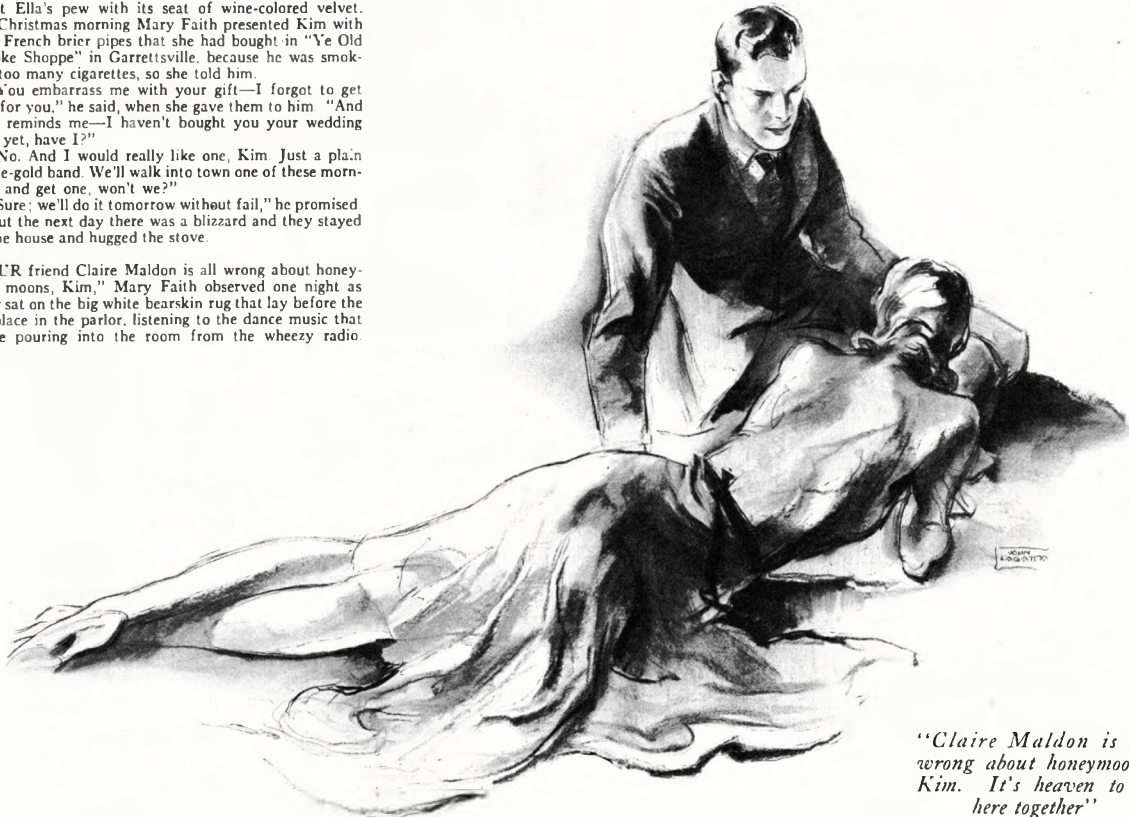 t Ella's pew with its seat of wine-colored velvet.
Christmas morning Mary Faith presented Kim with
French brier pipes that she had bought in "Ye Old
ke Shoppe" in Garrettsville, because he was smok-
too many cigarettes, so she told him.
You embarrass me with your gift—I forgot to get
for you," he said, when she gave them to him. "And
reminds me—I haven't bought you your wedding
yet, have I?"
No. And I would really like one, Kim. Just a plain
e-gold band. We'll walk into town one of these morn-
and get one, won't we?"
Sure; we'll do it tomorrow without fail," he promised.
ut the next day there was a blizzard and they stayed
e house and hugged the stove.
UR friend Claire Maldon is all wrong about honey-
moons, Kim," Mary Faith observed one night as
sat on the big white bearskin rug that lay before the
lace in the parlor, listening to the dance music that
e pouring into the room from the wheezy radio.
JOHN
LAGATTA
"Claire Maldon is
wrong about honeymoo
Kim. It's heaven to
here together"